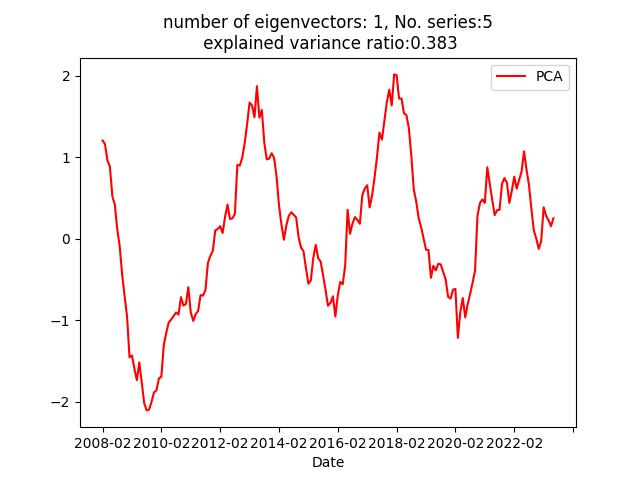 number of eigenvectors: 1, No. series:5
explained variance ratio:0.383
PCA
2
1
0
−1
−2
2008-02 2010-02 2012-02 2014-02 2016-02 2018-02 2020-02 2022-02
Date